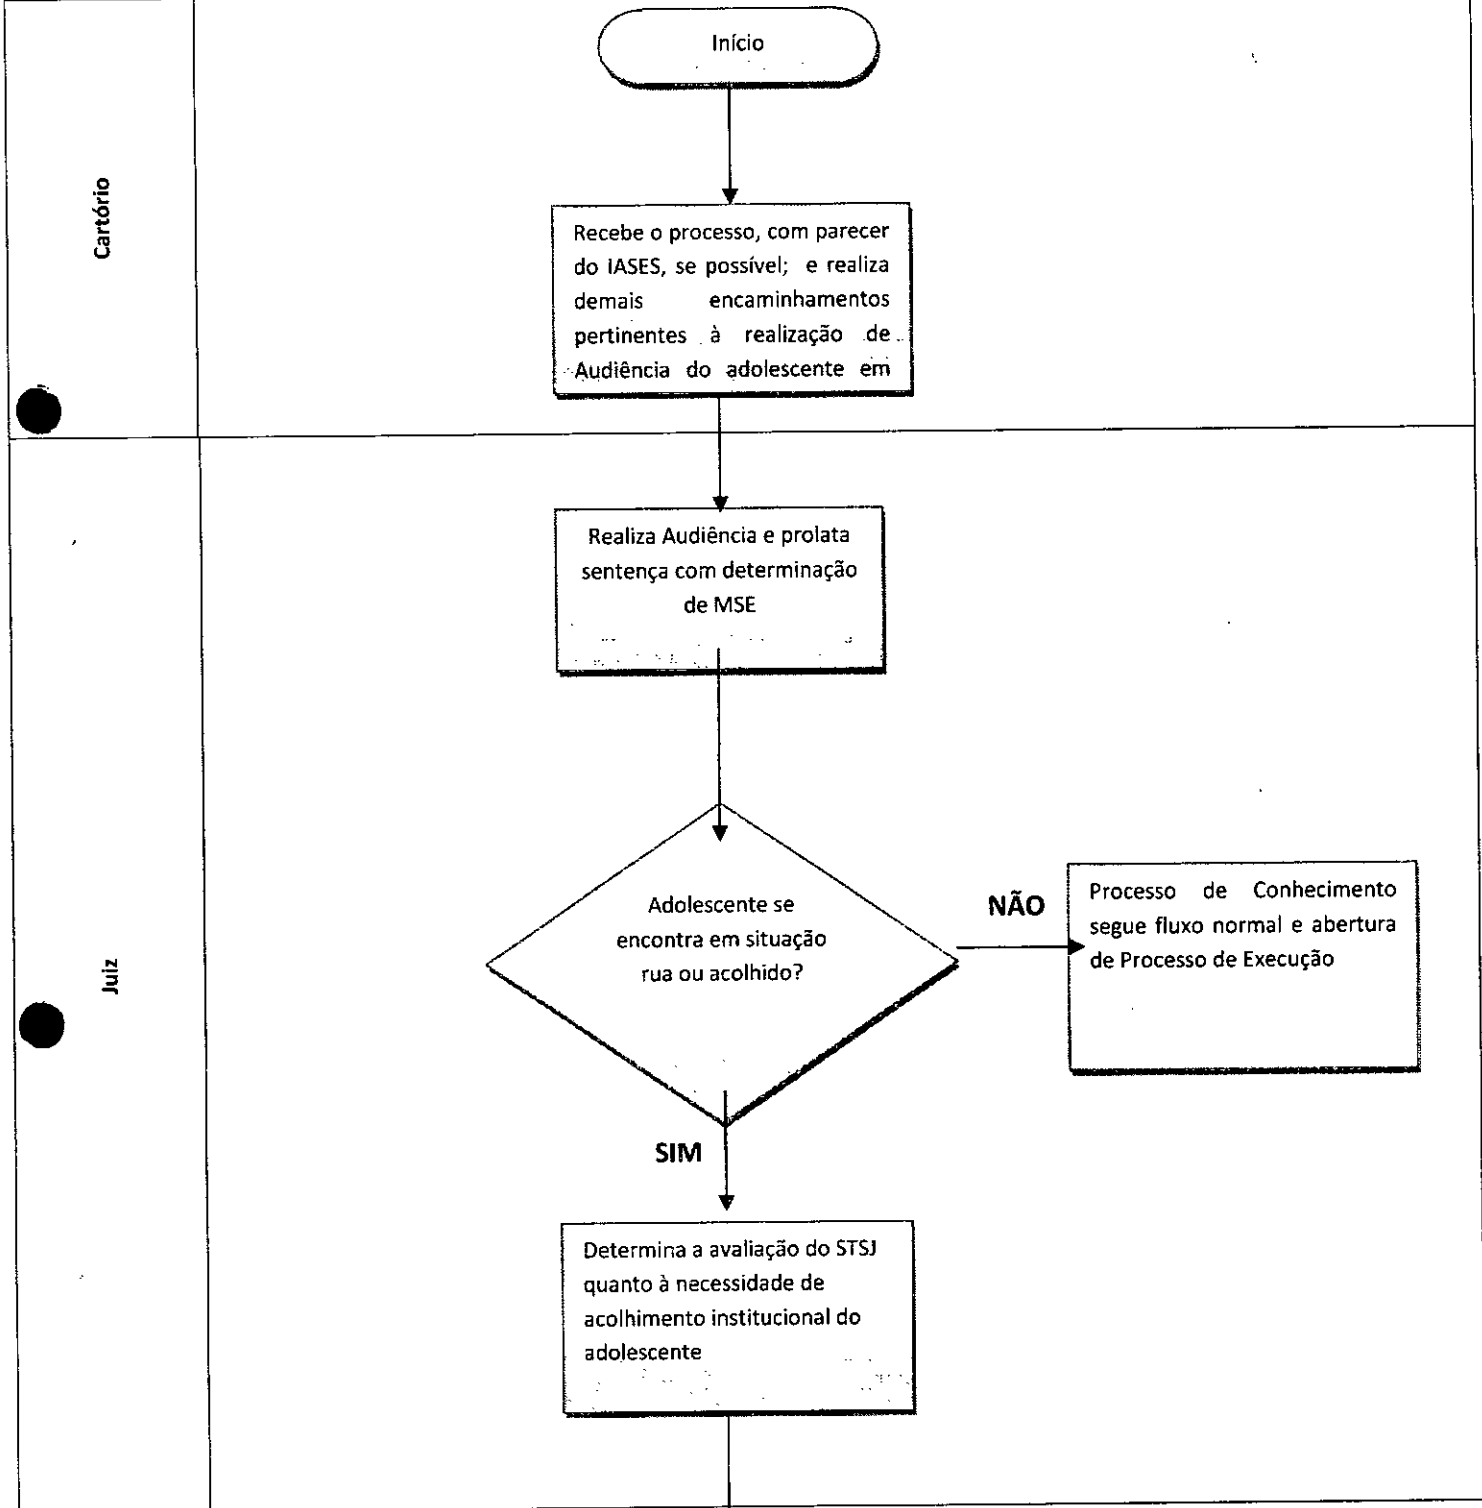 Início
Cartório
Recebe o processo, com parecer
do IASES, se possível; e realiza
demais encaminhamentos
pertinentes à realização de
Audiência do adolescente em
Juiz
Realiza Audiência e prolata
sentença com determinação
de MSE
Adolescente se
encontra em situação
rua ou acolhido?
NÃO
Processo de Conhecimento
segue fluxo normal e abertura
de Processo de Execução
SIM
Determina a avaliação do STSJ
quanto à necessidade de
acolhimento institucional do
adolescente